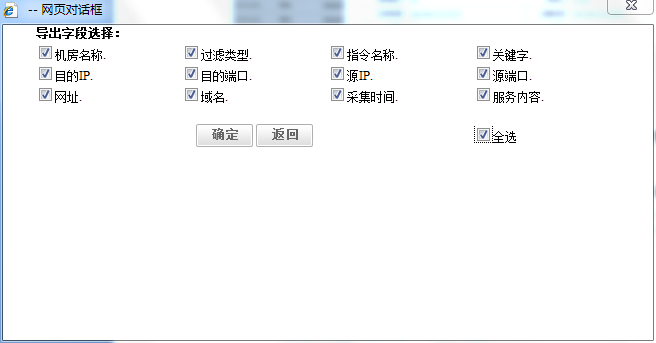 -- 网页对话框
导出字段选择：
机房名称. 过滤类型. 指令名称. 关键字.
目的IP. 目的端口. 源IP. 源端口.
网址. 域名. 采集时间. 服务内容.
确定 返回 全选